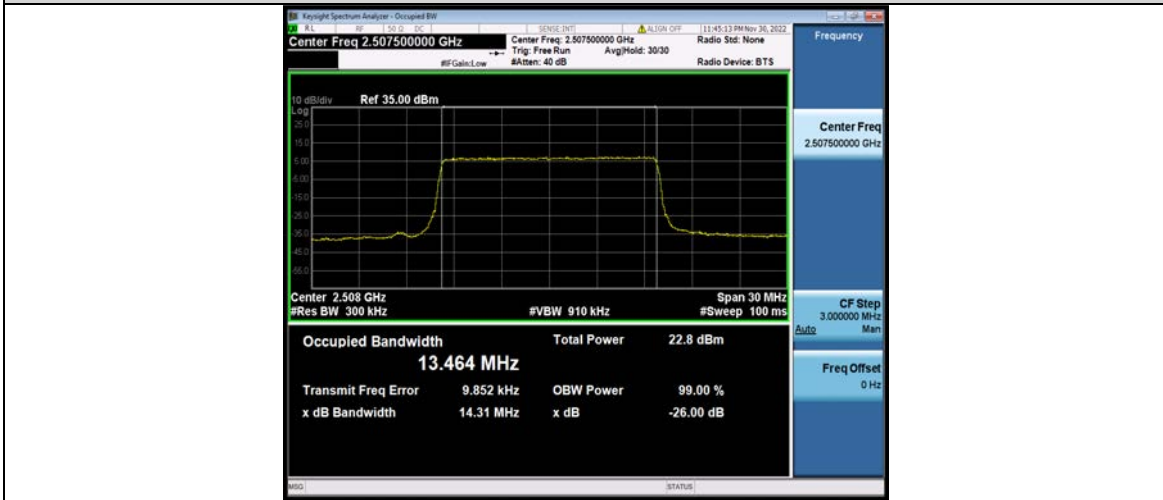 Keysight Spectrum Analyzer - Occupied BW
RL RF 50 Ω DC SENSE:INT ALIGN OFF 11:45:13 PM Nov 30, 2022
Center Freq 2.507500000 GHz Center Freq: 2.507500000 GHz Radio Std: None Frequency
Trig: Free Run Avg|Hold: 30/30
#IFGain:Low #Atten: 40 dB Radio Device: BTS
10 dB/div Ref 35.00 dBm
Log
25.0
15.0
5.00
-5.00
-15.0
-25.0
-35.0
-45.0
-55.0
Center 2.508 GHz Span 30 MHz
#Res BW 300 kHz #VBW 910 kHz #Sweep 100 ms
Occupied Bandwidth Total Power 22.8 dBm
13.464 MHz
Transmit Freq Error 9.852 kHz OBW Power 99.00 %
x dB Bandwidth 14.31 MHz x dB -26.00 dB
Center Freq
2.507500000 GHz
CF Step
3.000000 MHz
Auto Man
Freq Offset
0 Hz
MSG STATUS